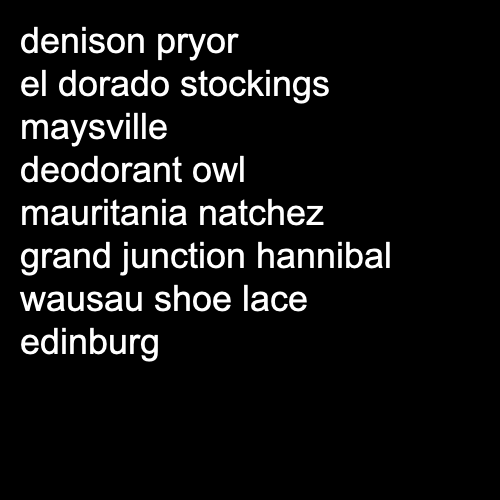 denison pryor
el dorado stockings
maysville
deodorant owl
mauritania natchez
grand junction hannibal
wausau shoe lace
edinburg